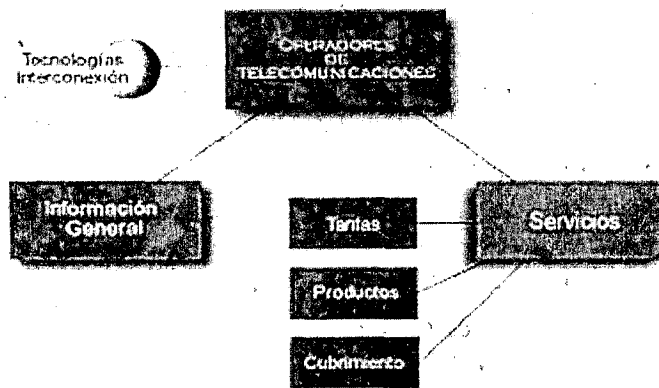 Tecnologías
Interconexión
OPERADORES
DE
TELECOMUNICACIONES
Información
General
Servicios
Tarifas
Productos
Cubrimiento